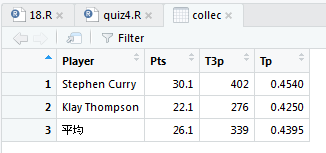 18.R quiz4.R collec
Filter
Player Pts T3p Tp
1 Stephen Curry 30.1 402 0.4540
2 Klay Thompson 22.1 276 0.4250
3 平均 26.1 339 0.4395